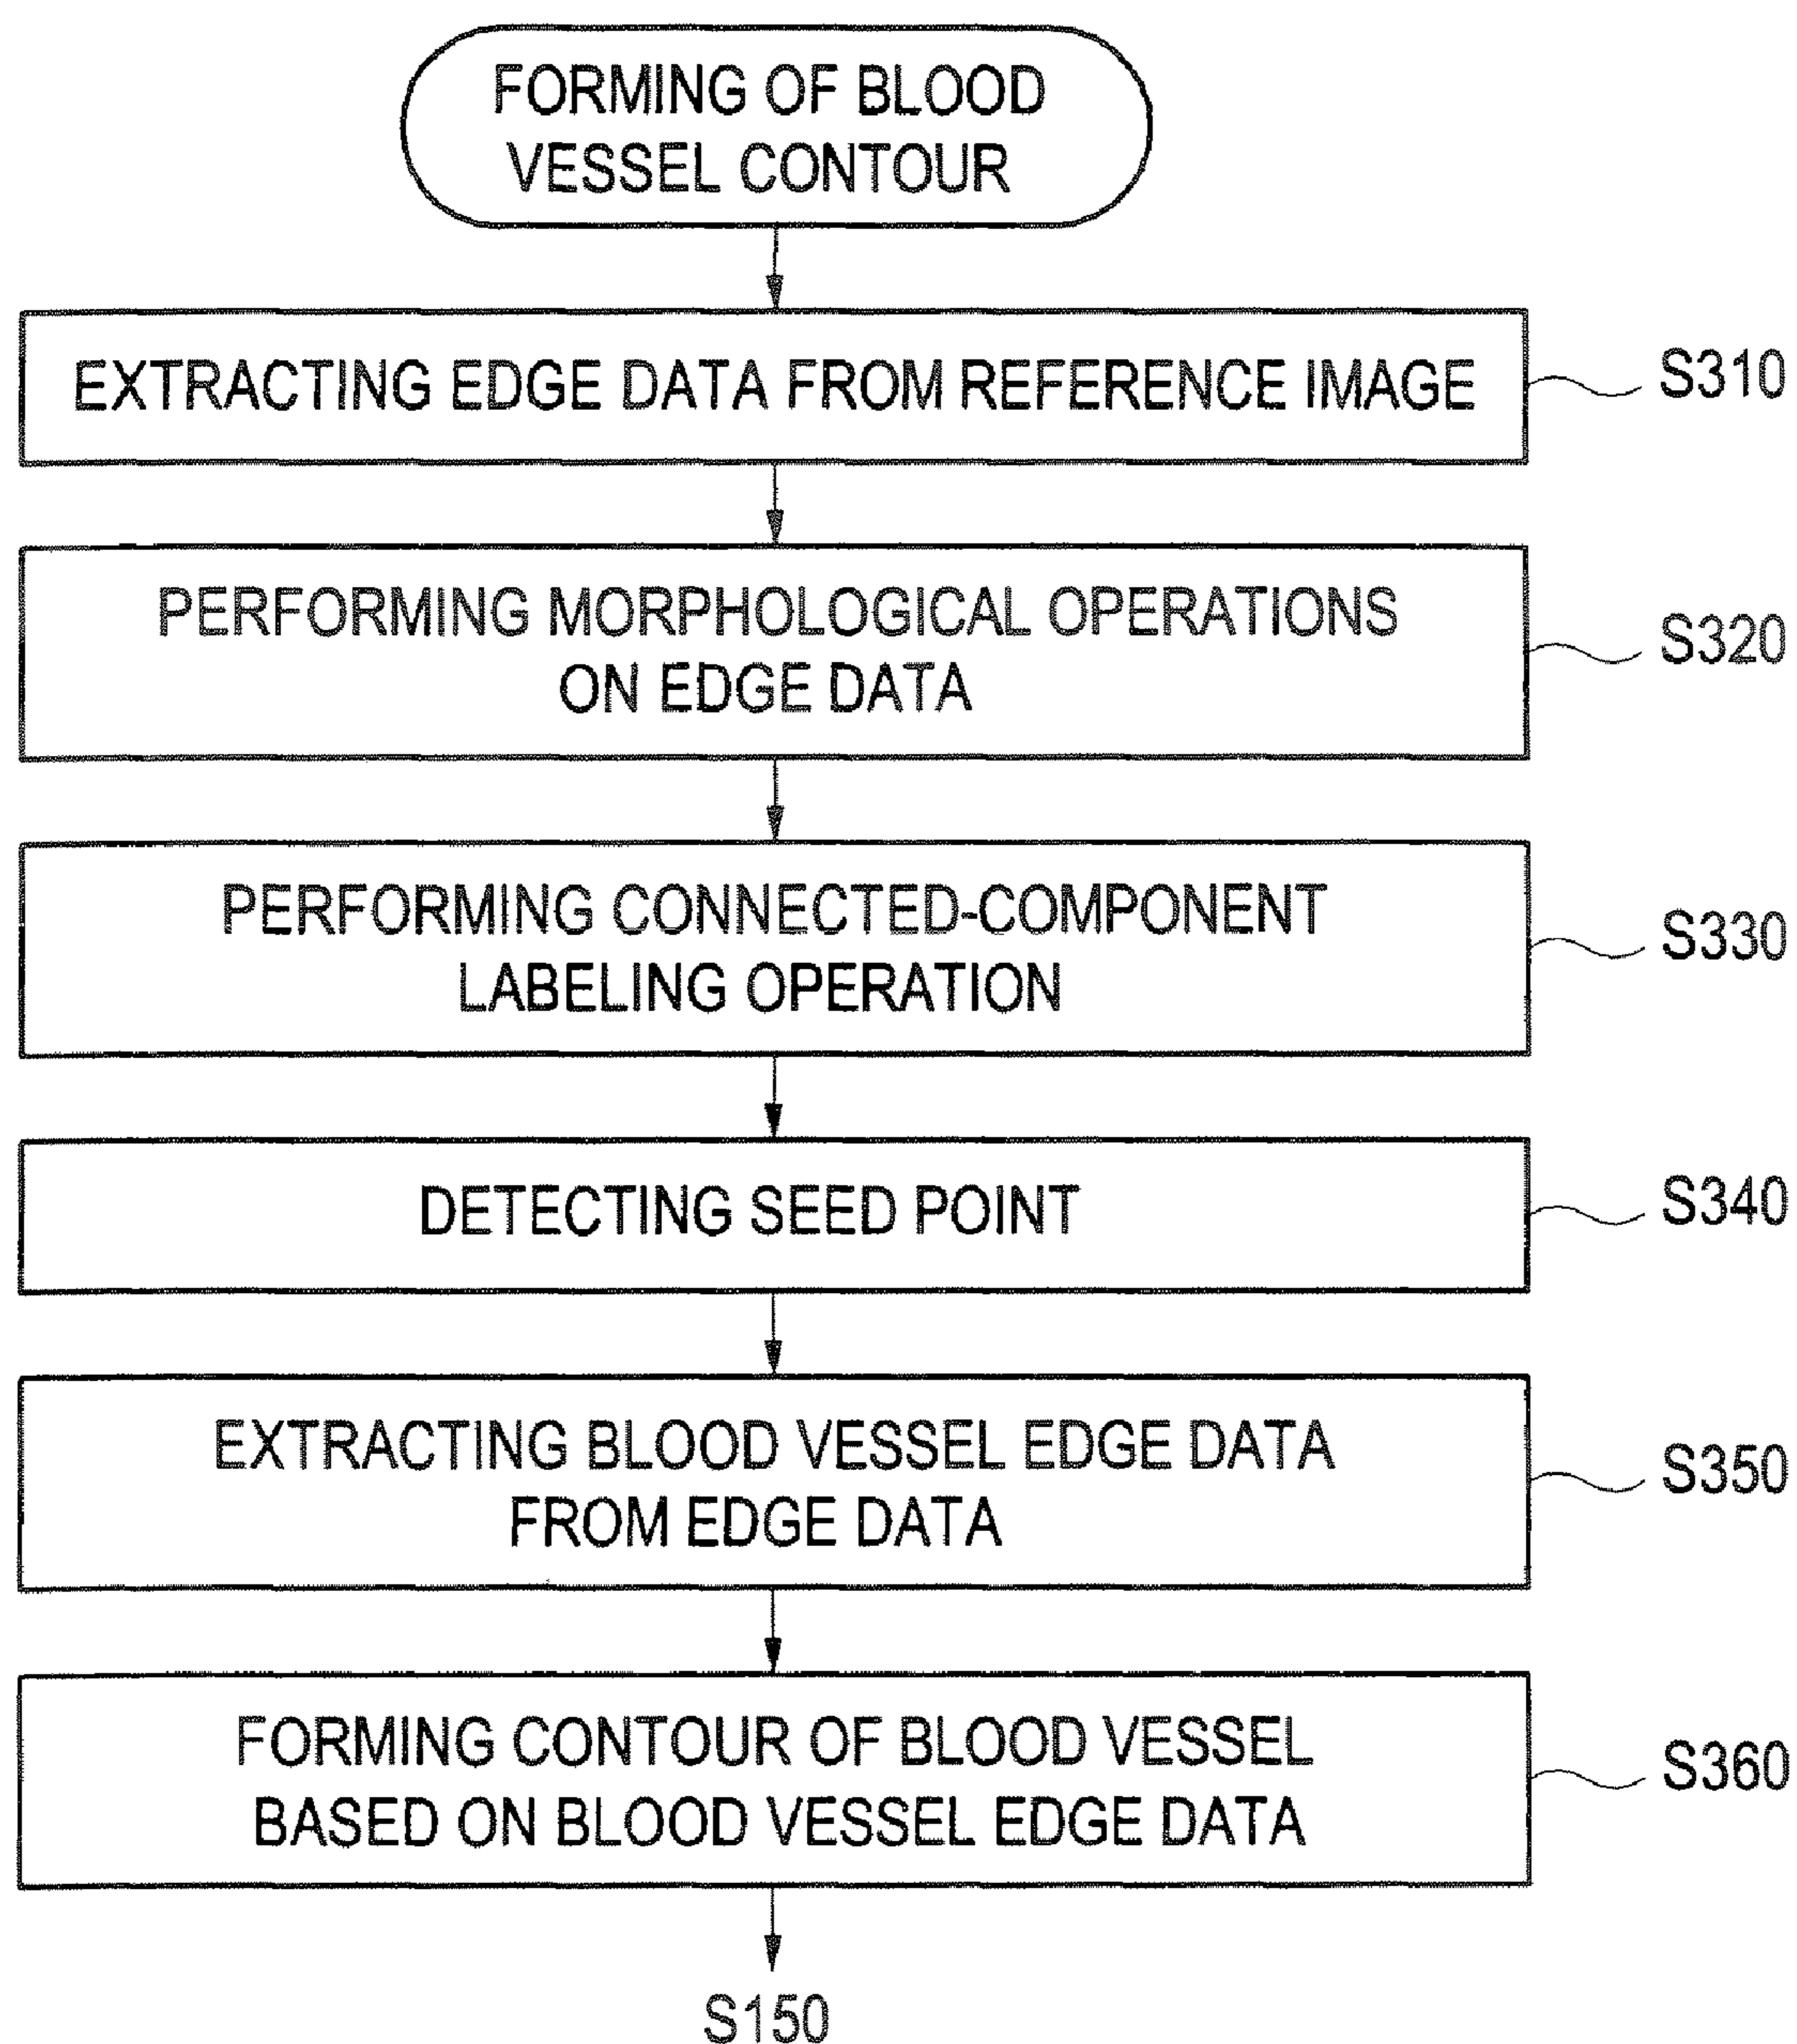 FORMING OF BLOOD
VESSEL CONTOUR
EXTRACTING EDGE DATA FROM REFERENCE IMAGE
S310
PERFORMING MORPHOLOGICAL OPERATIONS
ON EDGE DATA
S320
PERFORMING CONNECTED-COMPONENT
LABELING OPERATION
S330
DETECTING SEED POINT
S340
EXTRACTING BLOOD VESSEL EDGE DATA
FROM EDGE DATA
S350
FORMING CONTOUR OF BLOOD VESSEL
BASED ON BLOOD VESSEL EDGE DATA
S360
S150